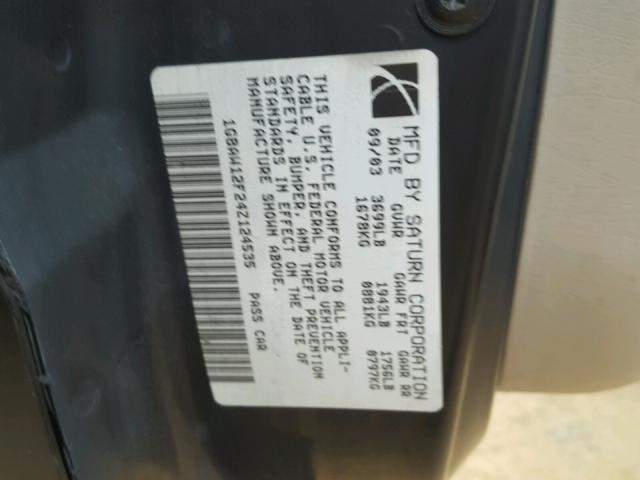 MFD BY SATURN CORPORATION
DATE GVWR GAWR FRT GAWR RR
09/03 3699LB 1943LB 1756LB
1678KG 0881KG 0797KG
THIS VEHICLE CONFORMS TO ALL APPLI-
CABLE U.S. FEDERAL MOTOR VEHICLE
SAFETY, BUMPER, AND THEFT PREVENTION
STANDARDS IN EFFECT ON THE DATE OF
MANUFACTURE SHOWN ABOVE.
1G8AW12F24Z124535 PASS CAR